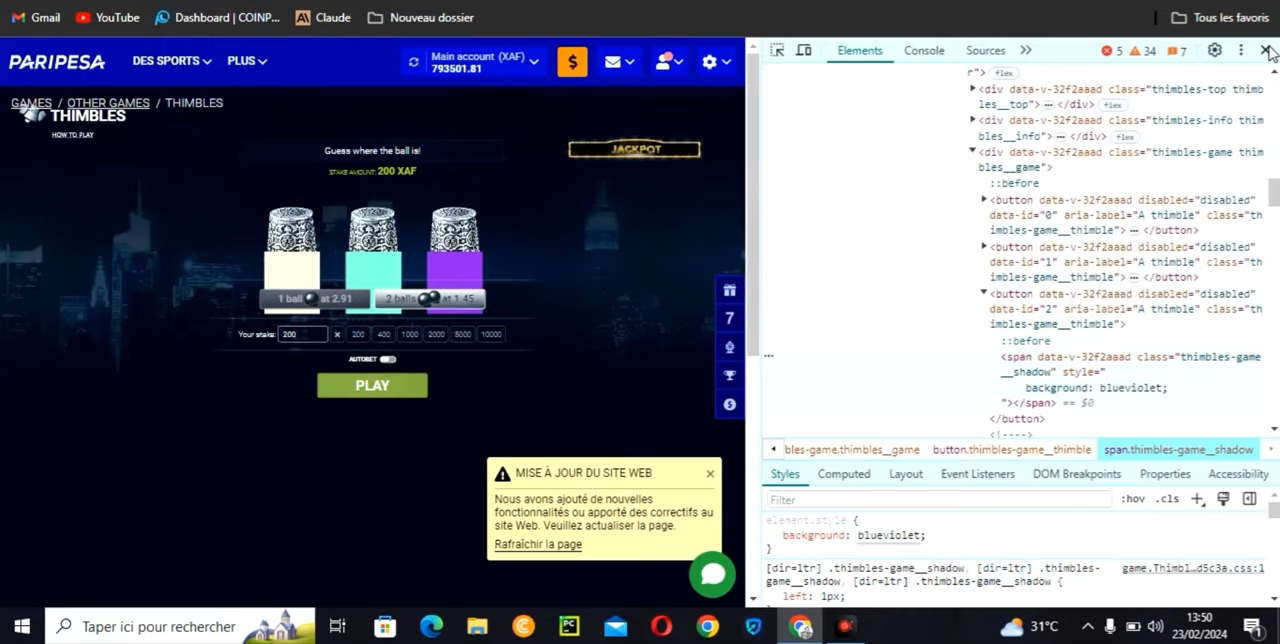 Gmail YouTube Dashboard | COINP... Claude Nouveau dossier Tous les favoris
PARIPESA DES SPORTS PLUS Main account (XAF)
793501.81
$
GAMES / OTHER GAMES / THIMBLES
THIMBLES
HOW TO PLAY
Guess where the ball is!
JACKPOT
STAKE AMOUNT: 200 XAF
1 ball at 2.91 2 balls at 1.45
Your stake: 200 × 200 400 1000 2000 5000 10000
AUTOBET
PLAY
7
MISE À JOUR DU SITE WEB
Nous avons ajouté de nouvelles
fonctionnalités ou apporté des correctifs au
site Web. Veuillez actualiser la page.
Rafraîchir la page
Elements Console Sources 5 34 7
r"> flex
<div data-v-32f2aaad class="thimbles-top thimb
les__top"> … </div> flex
<div data-v-32f2aaad class="thimbles-info thim
bles__info"> … </div> flex
<div data-v-32f2aaad class="thimbles-game thim
bles__game">
::before
<button data-v-32f2aaad disabled="disabled"
data-id="0" aria-label="A thimble" class="th
imbles-game__thimble"> … </button>
<button data-v-32f2aaad disabled="disabled"
data-id="1" aria-label="A thimble" class="th
imbles-game__thimble"> … </button>
<button data-v-32f2aaad disabled="disabled"
data-id="2" aria-label="A thimble" class="th
imbles-game__thimble">
::before
<span data-v-32f2aaad class="thimbles-game
__shadow" style="
background: blueviolet;
"></span> == $0
</button>
<!---->
bles-game.thimbles__game button.thimbles-game__thimble span.thimbles-game__shadow
Styles Computed Layout Event Listeners DOM Breakpoints Properties Accessibility
Filter :hov .cls
element.style {
background: blueviolet;
}
[dir=ltr] .thimbles-game__shadow, [dir=ltr] .thimbles- game.Thimbl…d5c3a.css:1
game__shadow, [dir=ltr] .thimbles-game__shadow {
left: 1px;
Taper ici pour rechercher
PC
31°C
13:50
23/02/2024
1